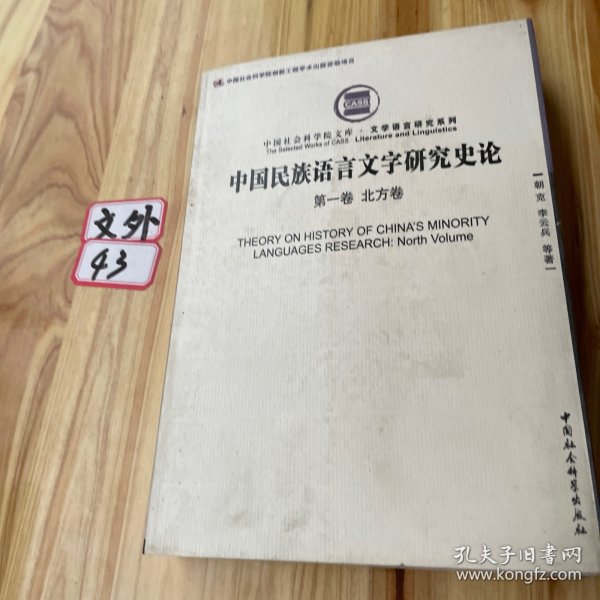 中国社会科学院创新工程学术出版资助项目
CASS
中国社会科学院文库·文学语言研究系列
The Selected Works of CASS Literature and Linguistics
中国民族语言文字研究史论
第一卷 北方卷
THEORY ON HISTORY OF CHINA'S MINORITY
LANGUAGES RESEARCH: North Volume
朝克 李云兵 等著
文外
43
中国社会科学出版社
孔夫子旧书网
www.kongfz.com